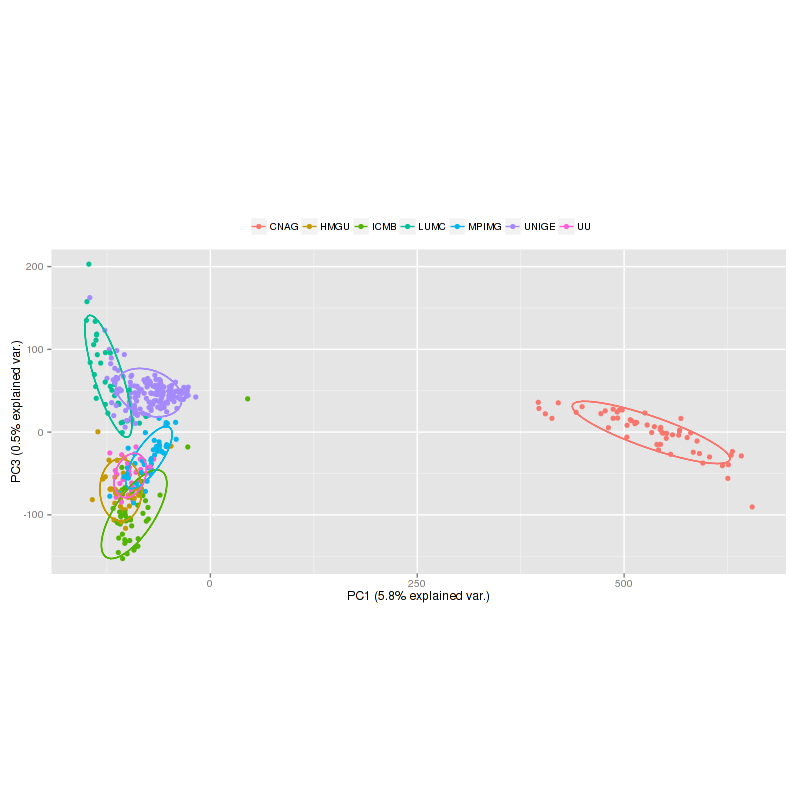 CNAG HMGU ICMB LUMC MPIMG UNIGE UU
200
100
0
-100
PC3 (0.5% explained var.)
0 250 500
PC1 (5.8% explained var.)